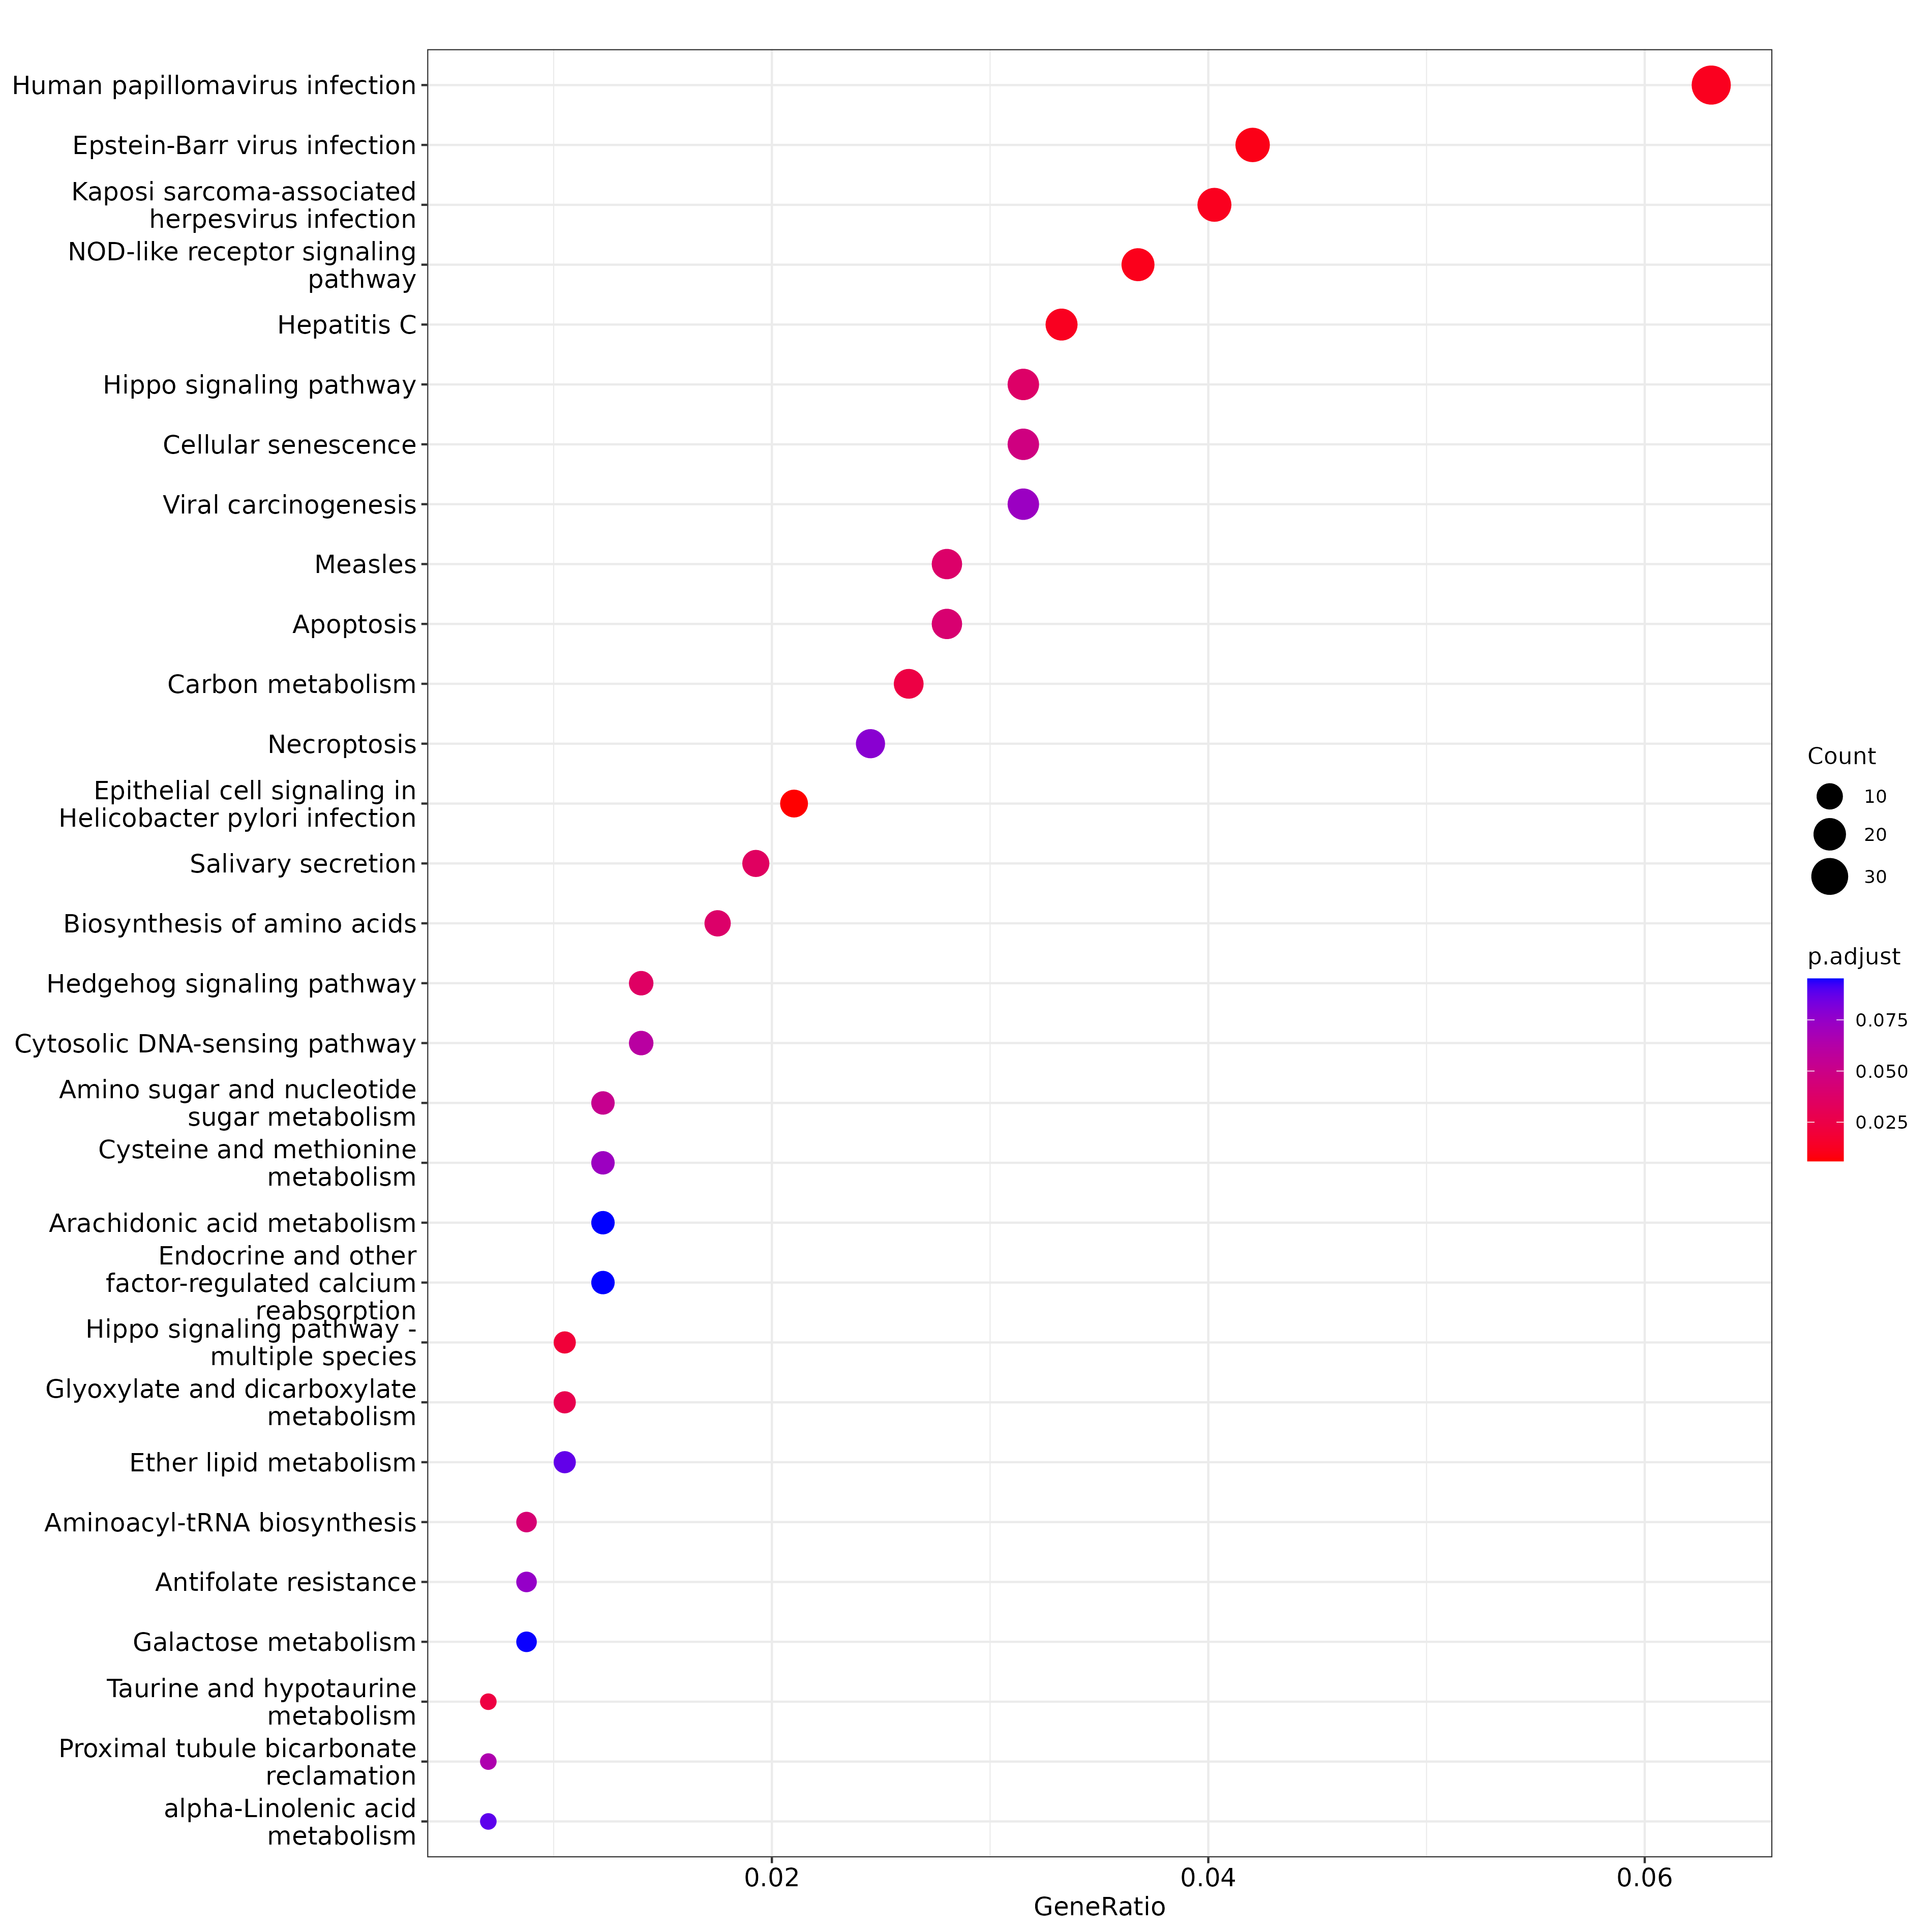 Human papillomavirus infection
Epstein-Barr virus infection
Kaposi sarcoma-associated
herpesvirus infection
NOD-like receptor signaling
pathway
Hepatitis C
Hippo signaling pathway
Cellular senescence
Viral carcinogenesis
Measles
Apoptosis
Carbon metabolism
Necroptosis
Epithelial cell signaling in
Helicobacter pylori infection
Salivary secretion
Biosynthesis of amino acids
Hedgehog signaling pathway
Cytosolic DNA-sensing pathway
Amino sugar and nucleotide
sugar metabolism
Cysteine and methionine
metabolism
Arachidonic acid metabolism
Endocrine and other
factor-regulated calcium
reabsorption
Hippo signaling pathway -
multiple species
Glyoxylate and dicarboxylate
metabolism
Ether lipid metabolism
Aminoacyl-tRNA biosynthesis
Antifolate resistance
Galactose metabolism
Taurine and hypotaurine
metabolism
Proximal tubule bicarbonate
reclamation
alpha-Linolenic acid
metabolism
0.02
0.04
0.06
GeneRatio
Count
10
20
30
p.adjust
0.075
0.050
0.025